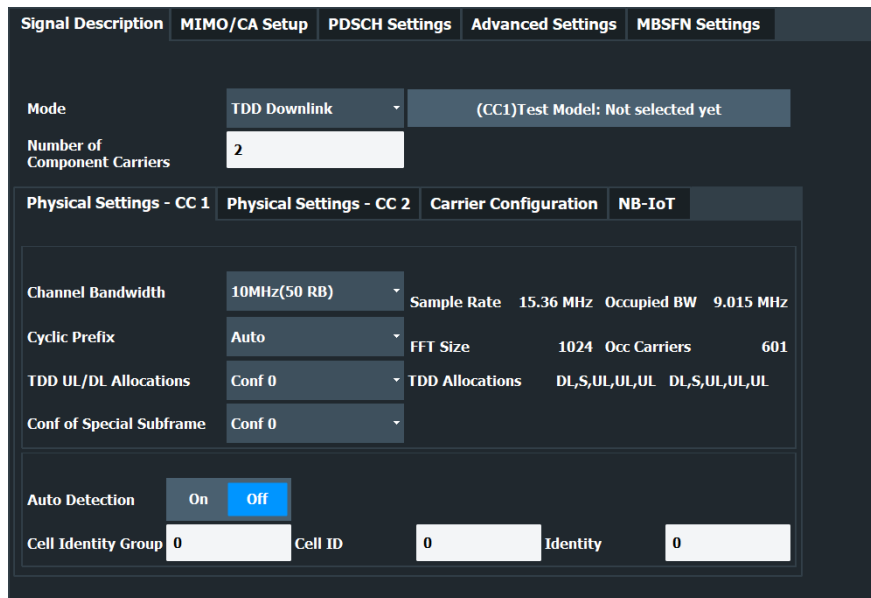 Signal Description MIMO/CA Setup PDSCH Settings Advanced Settings MBSFN Settings
Mode TDD Downlink (CC1)Test Model: Not selected yet
Number of
Component Carriers 2
Physical Settings - CC 1 Physical Settings - CC 2 Carrier Configuration NB-IoT
Channel Bandwidth 10MHz(50 RB) Sample Rate 15.36 MHz Occupied BW 9.015 MHz
Cyclic Prefix Auto FFT Size 1024 Occ Carriers 601
TDD UL/DL Allocations Conf 0 TDD Allocations DL,S,UL,UL,UL DL,S,UL,UL,UL
Conf of Special Subframe Conf 0
Auto Detection On Off
Cell Identity Group 0 Cell ID 0 Identity 0